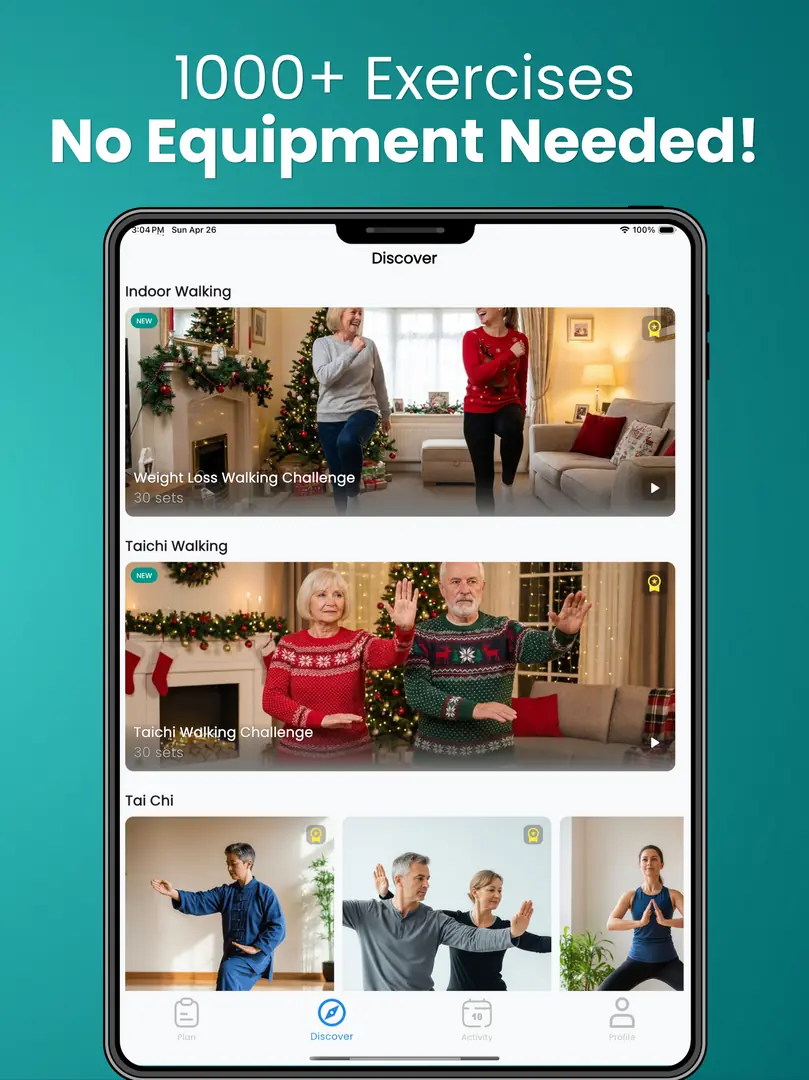 1000+ Exercises
No Equipment Needed!
3:04 PM Sun Apr 26
100%
Discover
Indoor Walking
NEW
Weight Loss Walking Challenge
30 sets
Taichi Walking
NEW
Taichi Walking Challenge
30 sets
Tai Chi
Plan
Discover
10
Activity
Profile